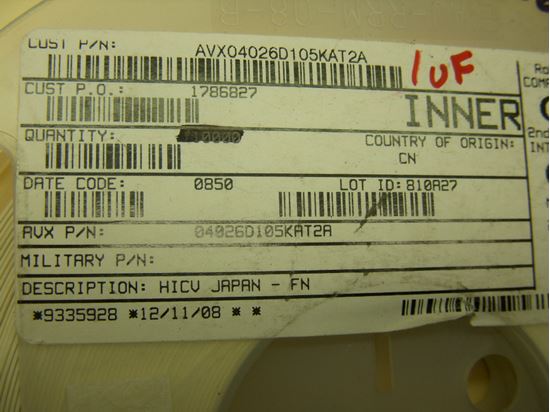 CUST P/N: AVX04026D105KAT2A
1UF
CUST P.O.: 1786827
INNER
QUANTITY: 10000
COUNTRY OF ORIGIN:
CN
DATE CODE: 0850 LOT ID: 810A27
AVX P/N: 04026D105KAT2A
MILITARY P/N:
DESCRIPTION: HICV JAPAN - FN
*9335928 *12/11/08 * *